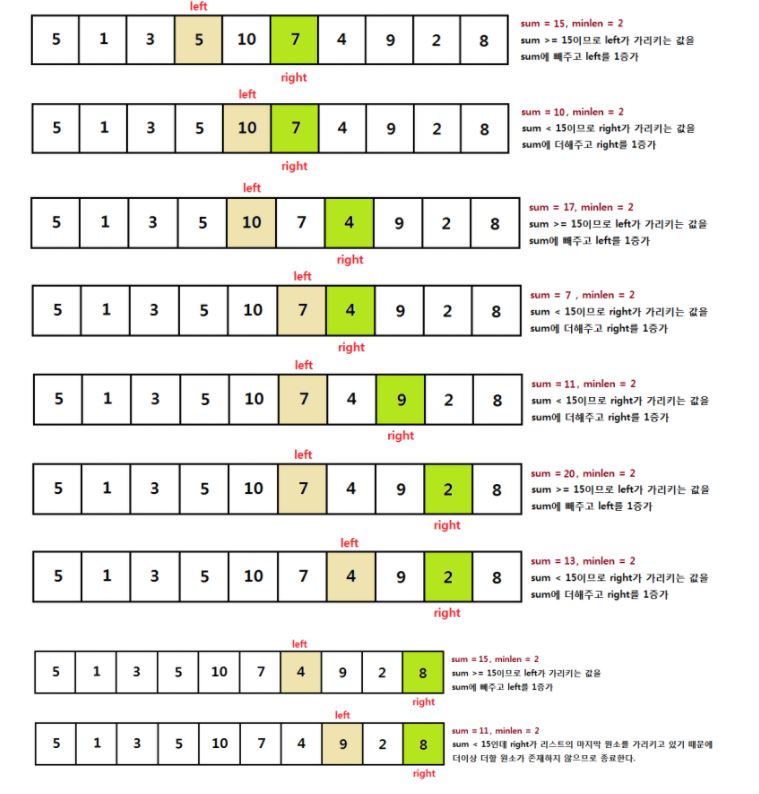 left
5 1 3 5 10 7 4 9 2 8
right
sum = 15, minlen = 2
sum >= 15이므로 left가 가리키는 값을
sum에 빼주고 left를 1증가
left
5 1 3 5 10 7 4 9 2 8
right
sum = 10, minlen = 2
sum < 15이므로 right가 가리키는 값을
sum에 더해주고 right를 1증가
left
5 1 3 5 10 7 4 9 2 8
right
sum = 17, minlen = 2
sum >= 15이므로 left가 가리키는 값을
sum에 빼주고 left를 1증가
left
5 1 3 5 10 7 4 9 2 8
right
sum = 7 , minlen = 2
sum < 15이므로 right가 가리키는 값을
sum에 더해주고 right를 1증가
left
5 1 3 5 10 7 4 9 2 8
right
sum = 11, minlen = 2
sum < 15이므로 right가 가리키는 값을
sum에 더해주고 right를 1증가
left
5 1 3 5 10 7 4 9 2 8
right
sum = 20, minlen = 2
sum >= 15이므로 left가 가리키는 값을
sum에 빼주고 left를 1증가
left
5 1 3 5 10 7 4 9 2 8
right
sum = 13, minlen = 2
sum < 15이므로 right가 가리키는 값을
sum에 더해주고 right를 1증가
left
5 1 3 5 10 7 4 9 2 8
right
sum = 15, minlen = 2
sum >= 15이므로 left가 가리키는 값을
sum에 빼주고 left를 1증가
left
5 1 3 5 10 7 4 9 2 8
right
sum = 11, minlen = 2
sum < 15인데 right가 리스트의 마지막 원소를 가리키고 있기 때문에
더이상 더할 원소가 존재하지 않으므로 종료한다.